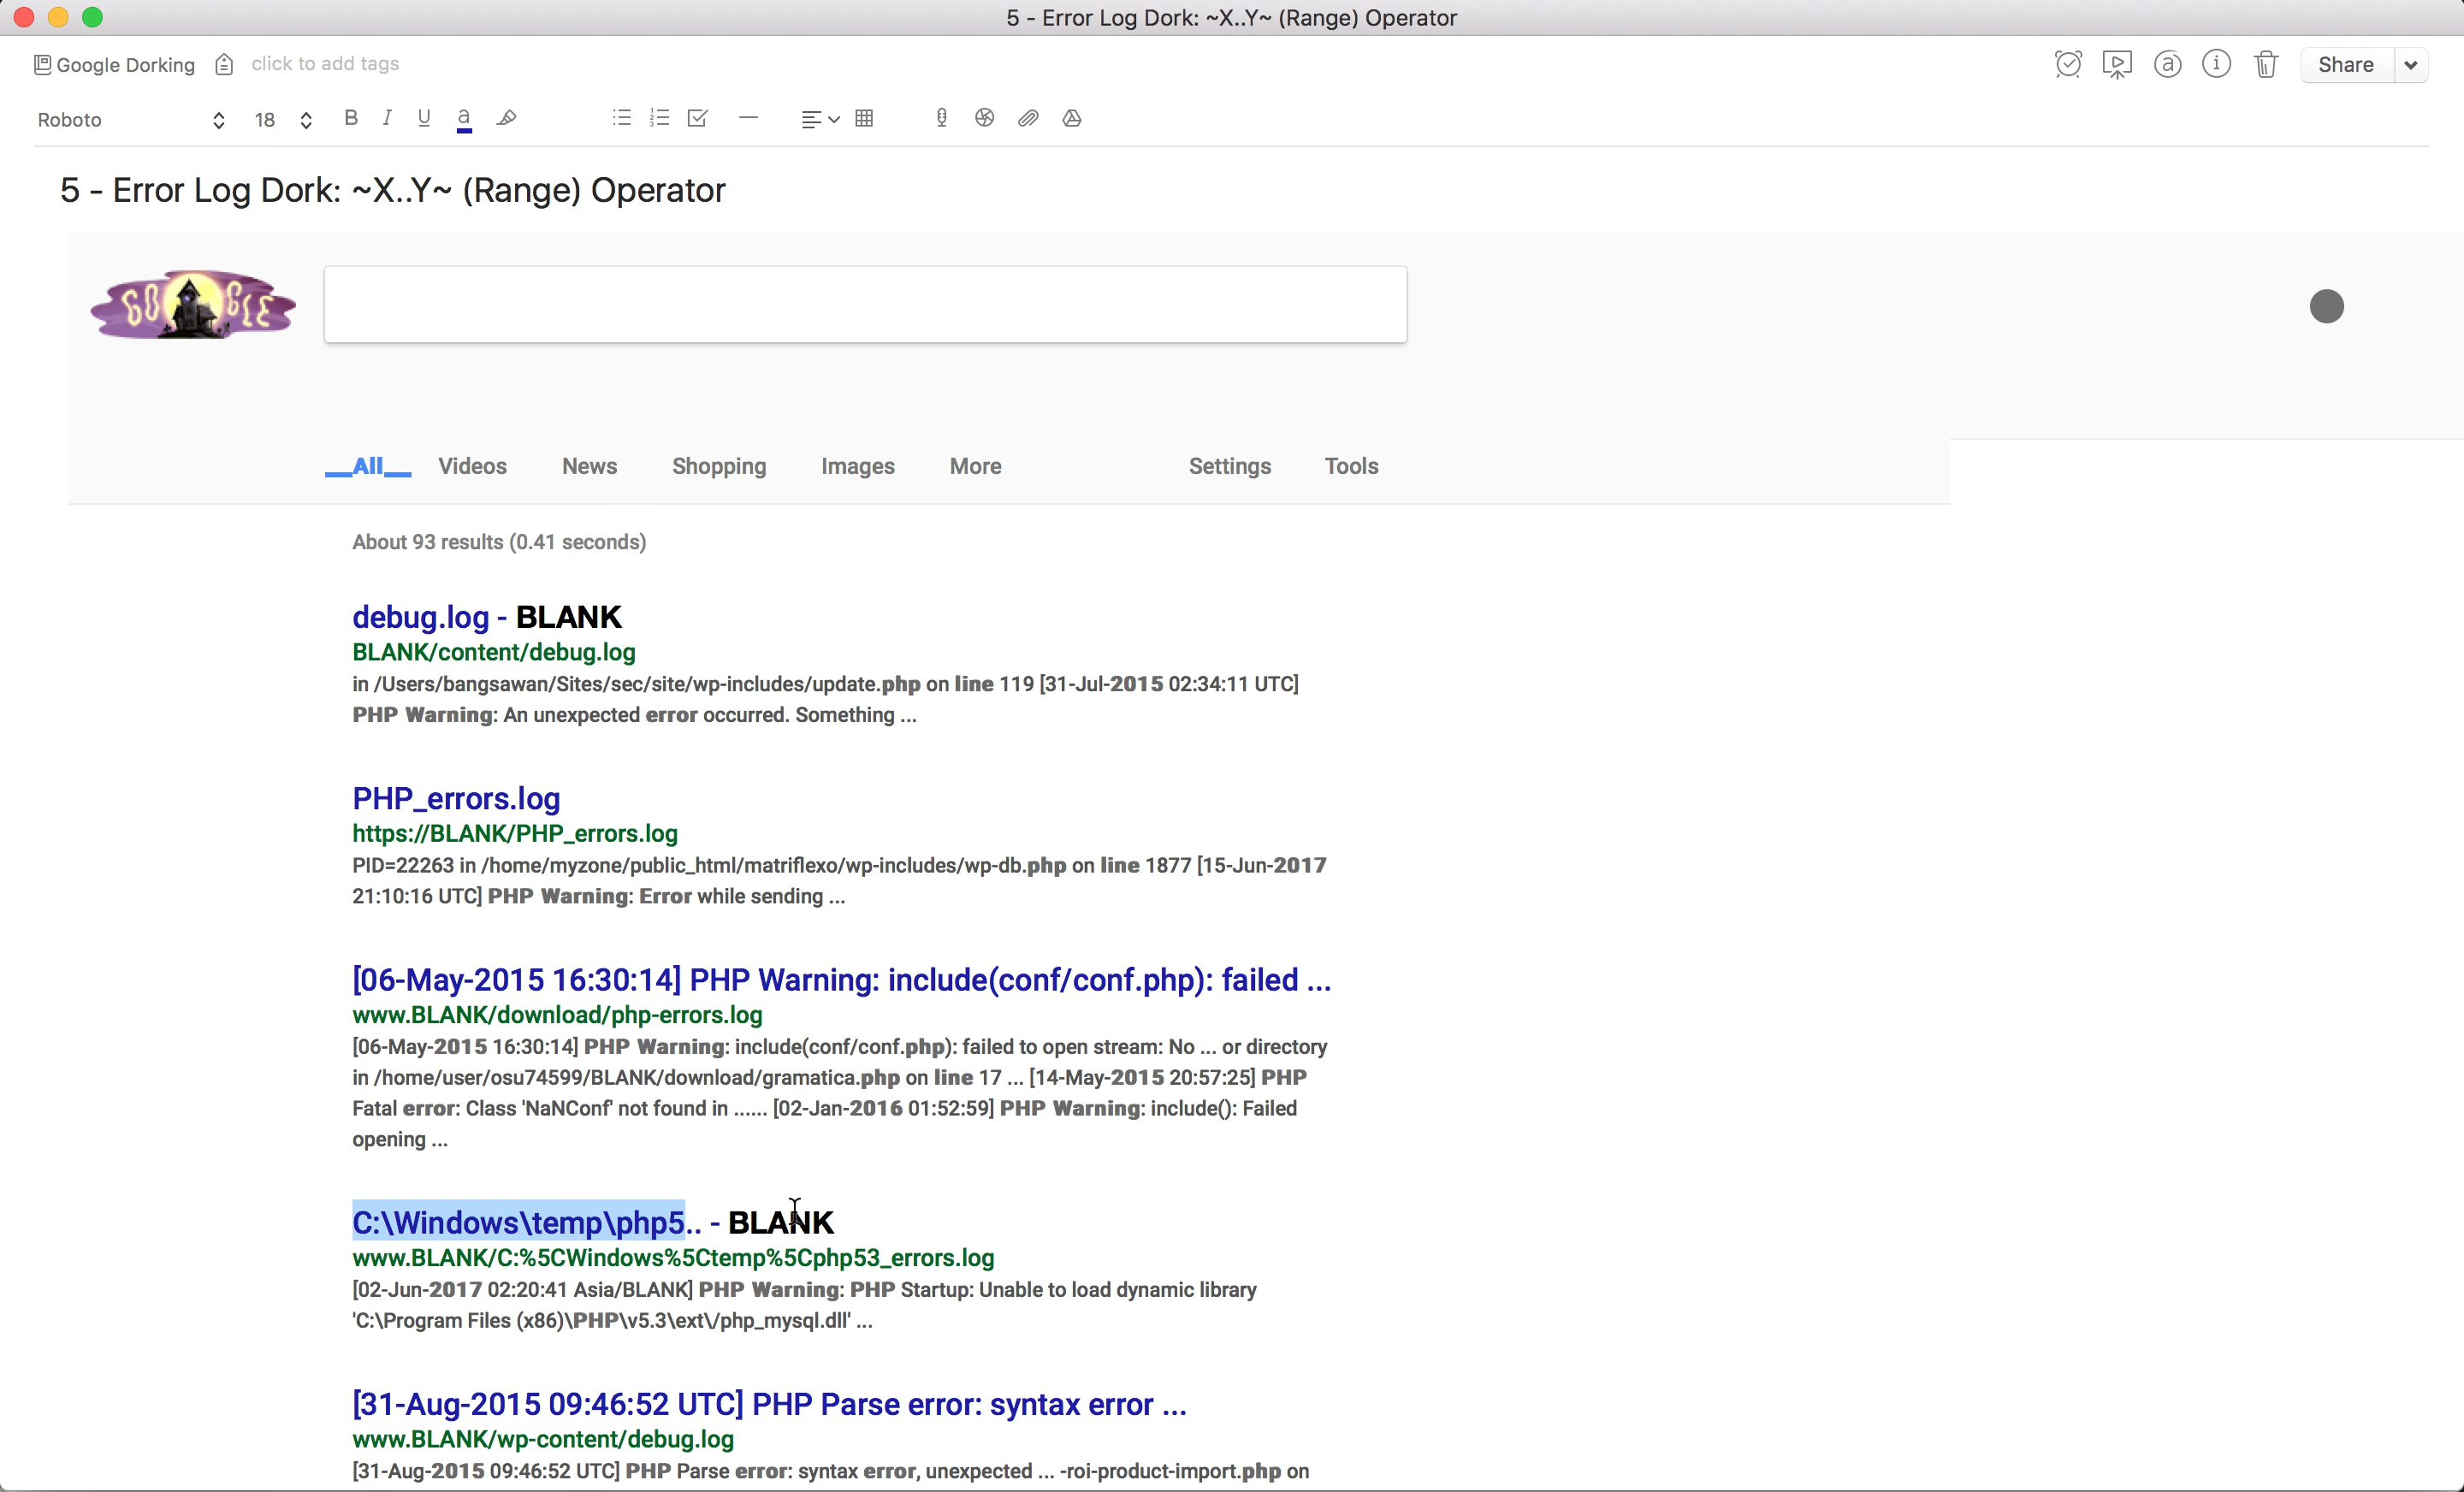 5 - Error Log Dork: ~X..Y~ (Range) Operator
Google Dorking click to add tags Share
Roboto 18 B I U a
5 - Error Log Dork: ~X..Y~ (Range) Operator
GOOGLE
__All__ Videos News Shopping Images More Settings Tools
About 93 results (0.41 seconds)
debug.log - BLANK
BLANK/content/debug.log
in /Users/bangsawan/Sites/sec/site/wp-includes/update.php on line 119 [31-Jul-2015 02:34:11 UTC]
PHP Warning: An unexpected error occurred. Something ...
PHP_errors.log
https://BLANK/PHP_errors.log
PID=22263 in /home/myzone/public_html/matriflexo/wp-includes/wp-db.php on line 1877 [15-Jun-2017
21:10:16 UTC] PHP Warning: Error while sending ...
[06-May-2015 16:30:14] PHP Warning: include(conf/conf.php): failed ...
www.BLANK/download/php-errors.log
[06-May-2015 16:30:14] PHP Warning: include(conf/conf.php): failed to open stream: No ... or directory
in /home/user/osu74599/BLANK/download/gramatica.php on line 17 ... [14-May-2015 20:57:25] PHP
Fatal error: Class 'NaNConf' not found in ...... [02-Jan-2016 01:52:59] PHP Warning: include(): Failed
opening ...
C:\Windows\temp\php5.. - BLANK
www.BLANK/C:%5CWindows%5Ctemp%5Cphp53_errors.log
[02-Jun-2017 02:20:41 Asia/BLANK] PHP Warning: PHP Startup: Unable to load dynamic library
'C:\Program Files (x86)\PHP\v5.3\ext\/php_mysql.dll' ...
[31-Aug-2015 09:46:52 UTC] PHP Parse error: syntax error ...
www.BLANK/wp-content/debug.log
[31-Aug-2015 09:46:52 UTC] PHP Parse error: syntax error, unexpected ... -roi-product-import.php on